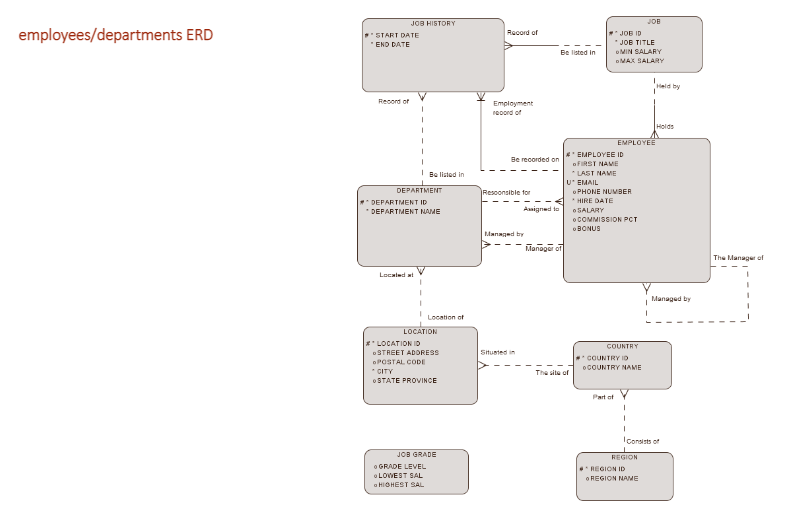 employees/departments ERD
JOB HISTORY
# * START DATE
* END DATE
Record of
Be listed in
JOB
# * JOB ID
* JOB TITLE
o MIN SALARY
o MAX SALARY
Held by
Holds
Record of
Be listed in
Employment
record of
Be recorded on
EMPLOYEE
# * EMPLOYEE ID
o FIRST NAME
* LAST NAME
U * EMAIL
o PHONE NUMBER
* HIRE DATE
o SALARY
o COMMISSION PCT
o BONUS
DEPARTMENT
# * DEPARTMENT ID
* DEPARTMENT NAME
Responsible for
Assigned to
Managed by
Manager of
The Manager of
Managed by
Located at
Location of
LOCATION
# * LOCATION ID
o STREET ADDRESS
o POSTAL CODE
* CITY
o STATE PROVINCE
Situated in
The site of
COUNTRY
# * COUNTRY ID
o COUNTRY NAME
Part of
Consists of
JOB GRADE
o GRADE LEVEL
o LOWEST SAL
o HIGHEST SAL
REGION
# * REGION ID
o REGION NAME